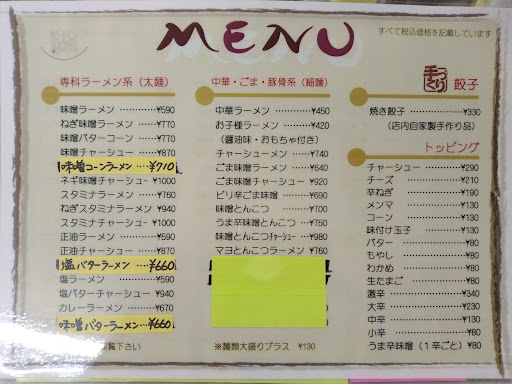 MENU
すべて税込価格を記載しています
専科ラーメン系（太麺）
味噌ラーメン ………¥590
ねぎ味噌ラーメン …¥770
味噌バターコーン …¥770
味噌チャーシュー …¥870
味噌コーンラーメン …¥710
ネギ味噌チャーシュー ¥1000
スタミナラーメン …¥760
ねぎスタミナラーメン ¥940
スタミナチャーシュー ¥1000
正油ラーメン ………¥590
正油チャーシュー …¥870
塩バターラーメン …¥660
塩ラーメン …………¥590
塩バターチャーシュー ¥940
カレーラーメン ……¥670
味噌バターラーメン …¥660
覧下さい
中華・ごま・豚骨系（細麺）
中華ラーメン ………¥450
お子様ラーメン ……¥420
（醤油味・おもちゃ付き）
チャーシューメン …¥740
ごま味噌ラーメン …¥640
ごま味噌チャーシュー ¥920
ピリ辛ごま味噌 ……¥690
味噌とんこつ ………¥700
うま辛味噌とんこつ …¥750
味噌とんこつチャーシュー …¥980
マヨとんこつラーメン ¥760
※麺類大盛りプラス ¥130
手づくり 餃子
焼き餃子 ……………¥330
（店内自家製手作り品）
トッピング
チャーシュー …………¥290
チーズ …………………¥210
辛ねぎ …………………¥190
メンマ …………………¥130
コーン …………………¥130
味付け玉子 ……………¥130
バター …………………¥80
もやし …………………¥80
わかめ …………………¥80
生たまご ………………¥80
激辛 ……………………¥340
大辛 ……………………¥230
中辛 ……………………¥130
小辛 ……………………¥80
うま辛味噌（1辛ごと）…¥80